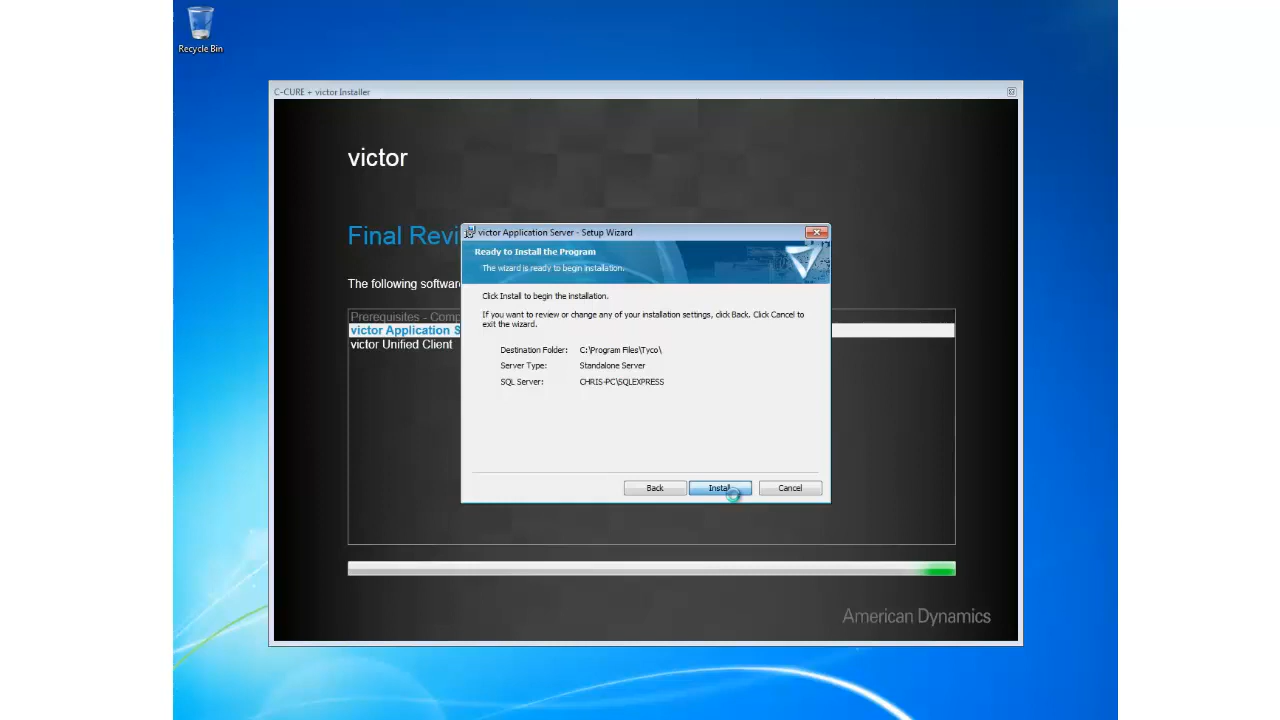 Recycle Bin
C-CURE + victor Installer
victor
Final Revi
The following softwar
Prerequisites - Comp
victor Application S
victor Unified Client
victor Application Server - Setup Wizard
Ready to Install the Program
The wizard is ready to begin installation.
Click Install to begin the installation.
If you want to review or change any of your installation settings, click Back. Click Cancel to
exit the wizard.
Destination Folder: C:\Program Files\Tyco\
Server Type: Standalone Server
SQL Server: CHRIS-PC\SQLEXPRESS
Back Install Cancel
American Dynamics